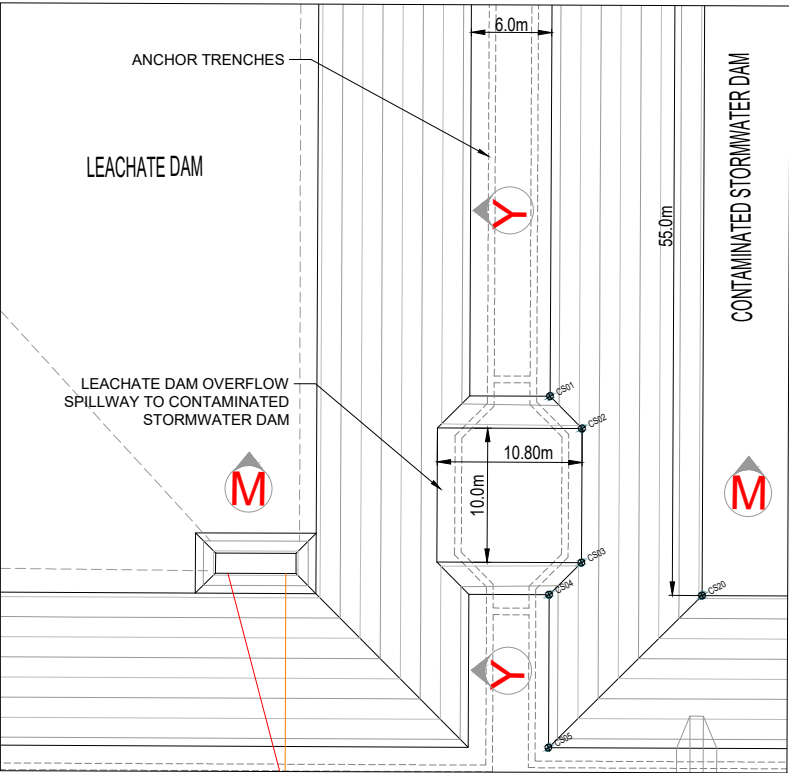 6.0m
ANCHOR TRENCHES
LEACHATE DAM
CONTAMINATED STORMWATER DAM
Y
55.0m
LEACHATE DAM OVERFLOW
SPILLWAY TO CONTAMINATED
STORMWATER DAM
CS01
CS02
10.80m
10.0m
M
M
CS03
CS04
CS20
Y
CS05